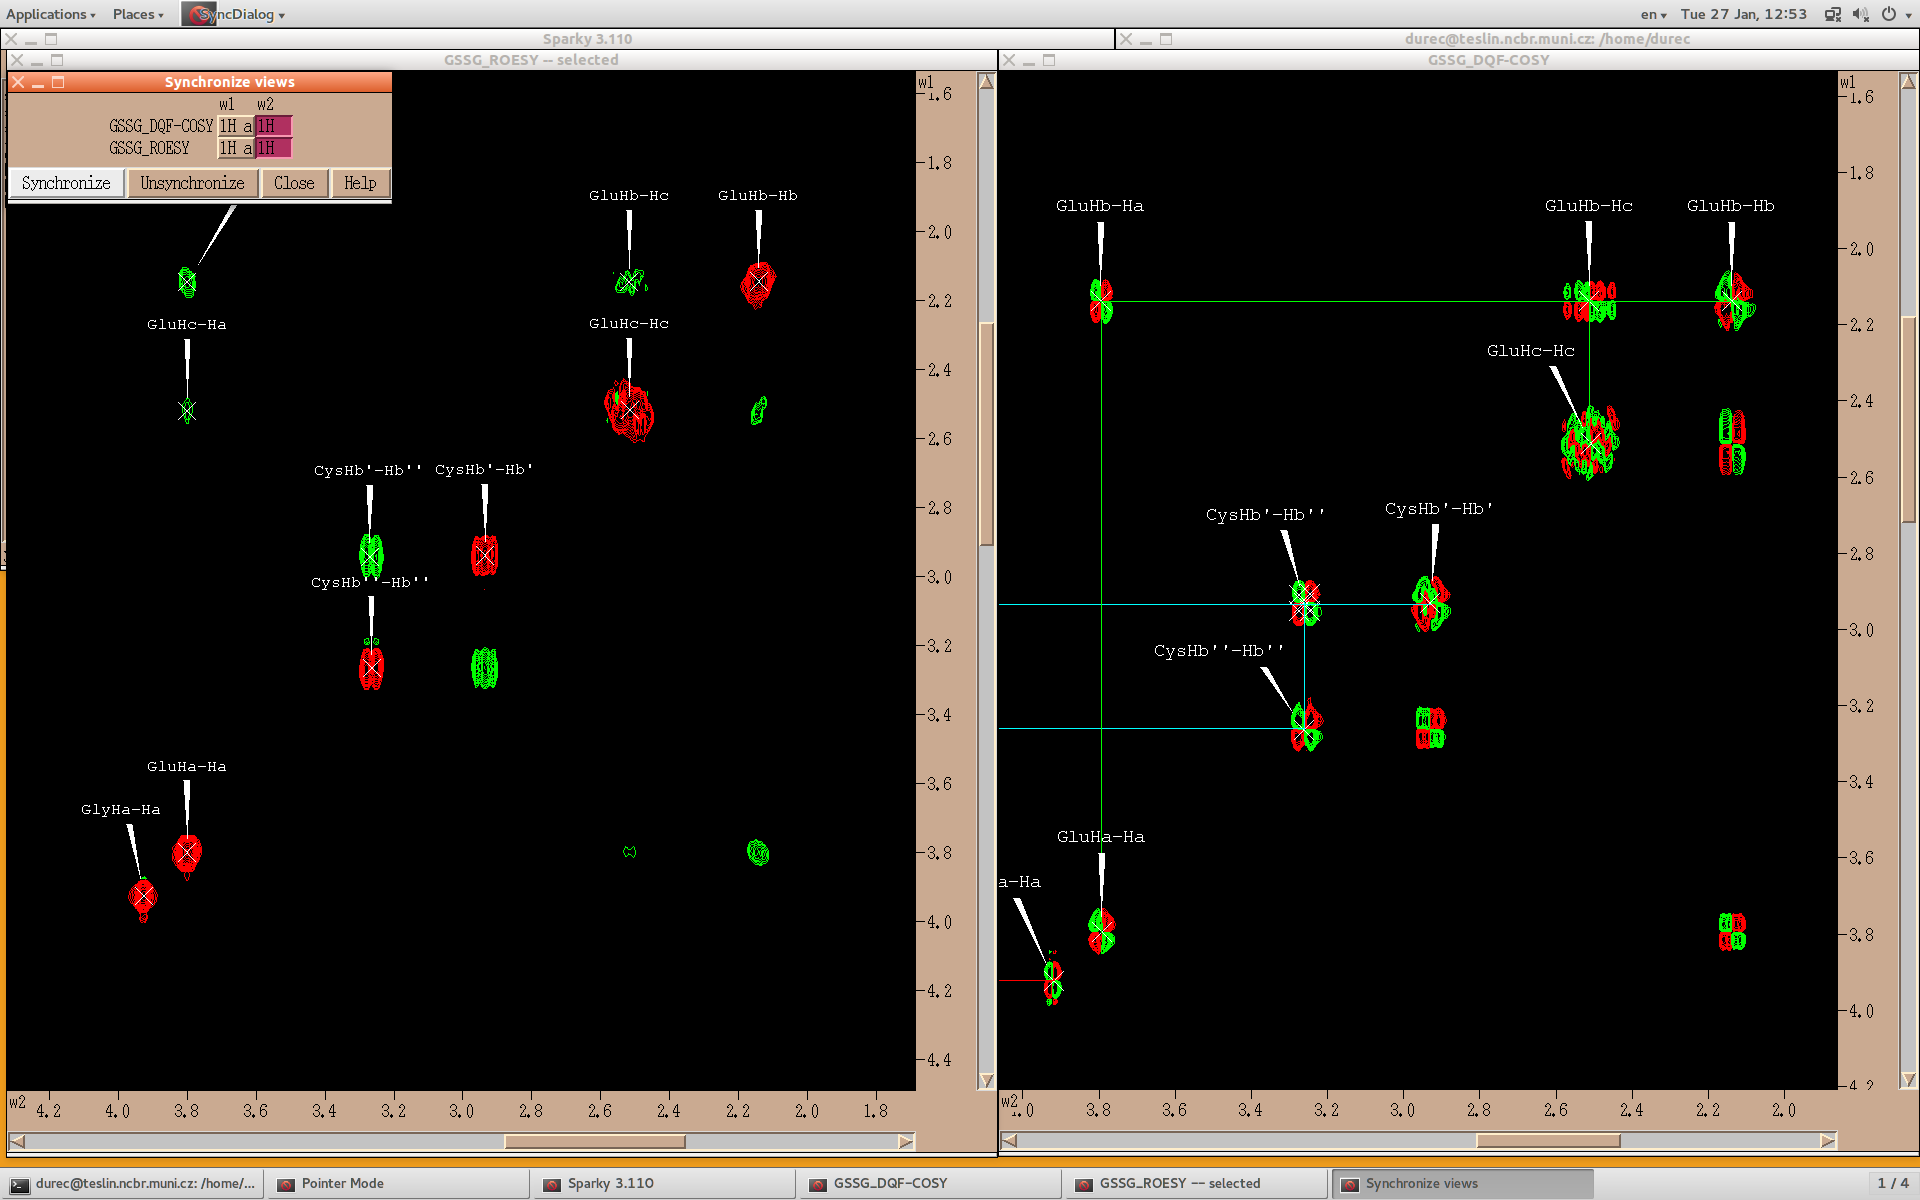 Applications Places SyncDialog en Tue 27 Jan, 12:53
Sparky 3.110 durec@teslin.ncbr.muni.cz: /home/durec
GSSG_ROESY -- selected
Synchronize views
w1 w2
GSSG_DQF-COSY 1H a 1H
GSSG_ROESY 1H a 1H
Synchronize Unsynchronize Close Help
GluHb-Hc GluHb-Hb
GluHc-Ha GluHc-Hc
CysHb'-Hb'' CysHb'-Hb'
CysHb''-Hb''
GluHa-Ha
GlyHa-Ha
w1
1.6
1.8
2.0
2.2
2.4
2.6
2.8
3.0
3.2
3.4
3.6
3.8
4.0
4.2
4.4
w2 4.2 4.0 3.8 3.6 3.4 3.2 3.0 2.8 2.6 2.4 2.2 2.0 1.8
GSSG_DQF-COSY
GluHb-Ha GluHb-Hc GluHb-Hb
GluHc-Hc
CysHb'-Hb'' CysHb'-Hb'
CysHb''-Hb''
GluHa-Ha
a-Ha
w1
1.6
1.8
2.0
2.2
2.4
2.6
2.8
3.0
3.2
3.4
3.6
3.8
4.0
4.2
w2 4.0 3.8 3.6 3.4 3.2 3.0 2.8 2.6 2.4 2.2 2.0
durec@teslin.ncbr.muni.cz: /home/... Pointer Mode Sparky 3.110 GSSG_DQF-COSY GSSG_ROESY -- selected Synchronize views 1 / 4